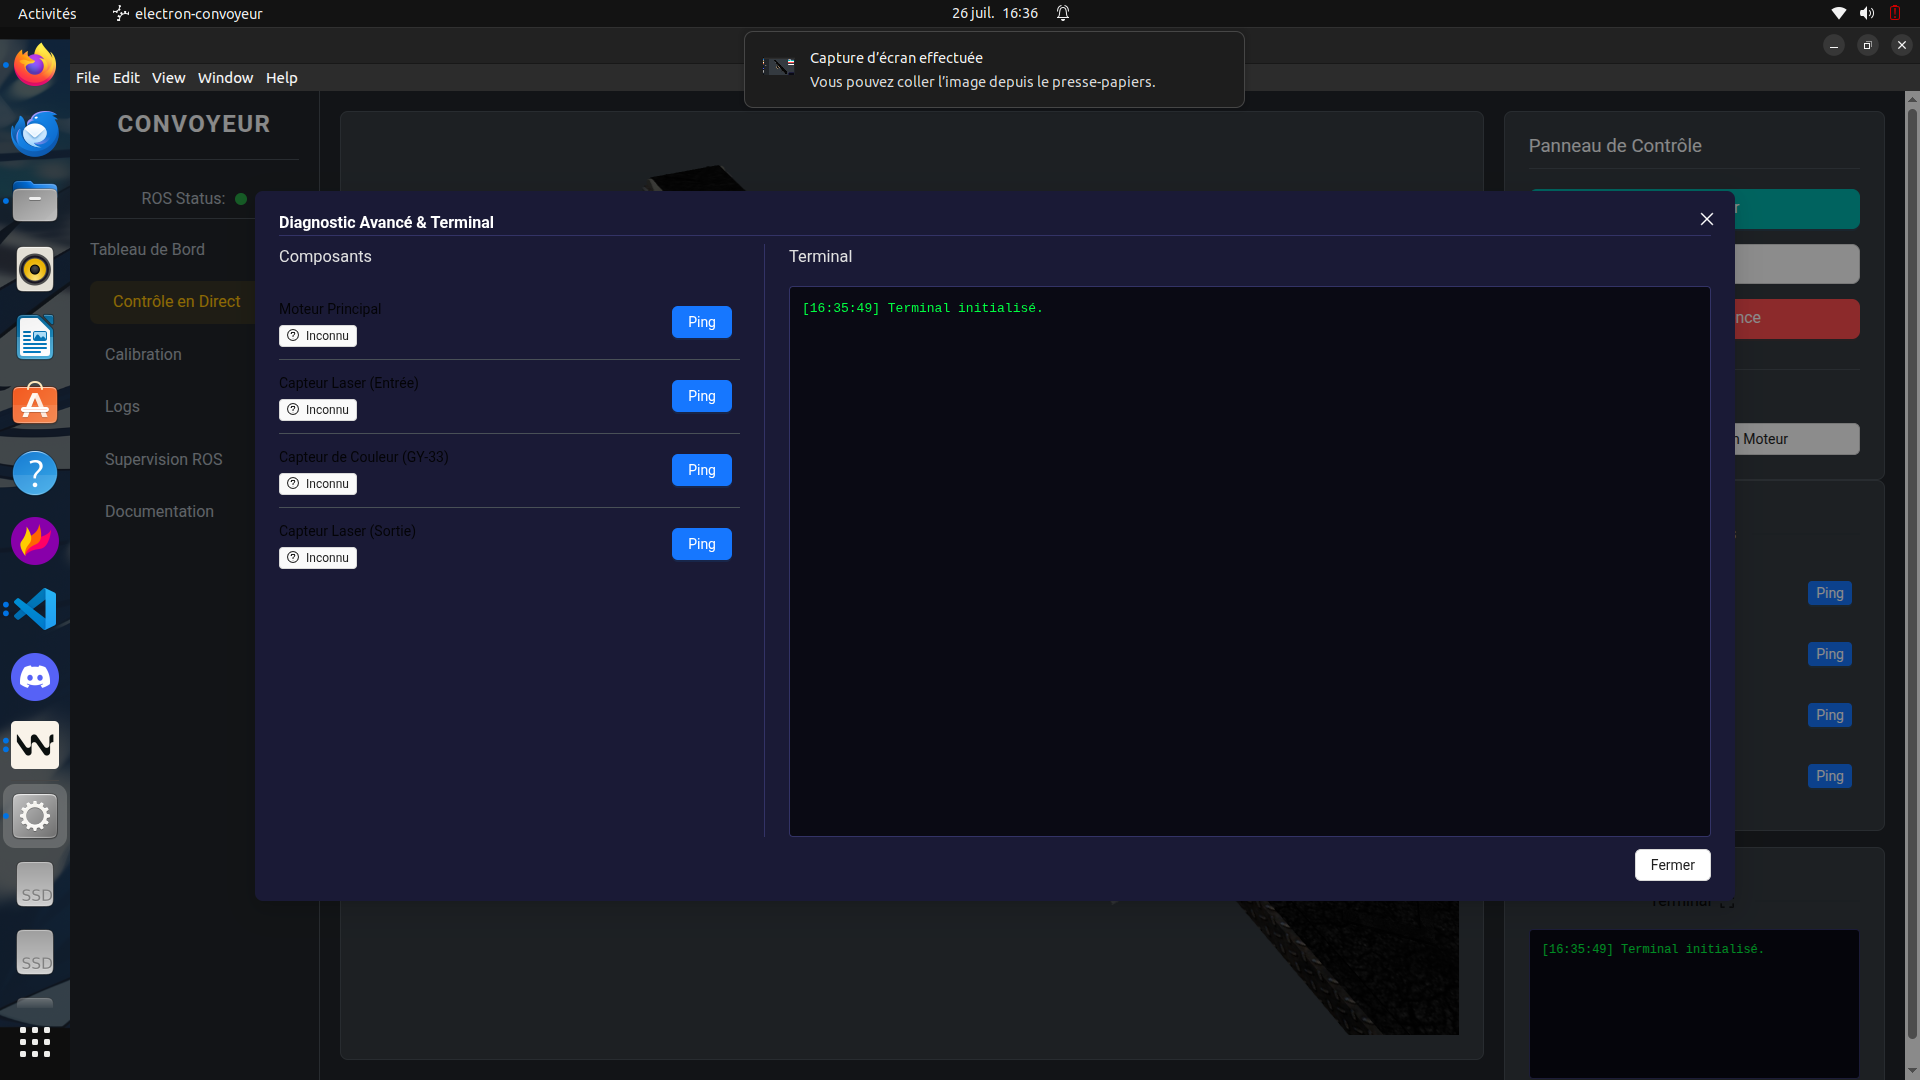 Activités
electron-convoyeur
26 juil. 16:36
Capture d'écran effectuée
Vous pouvez coller l'image depuis le presse-papiers.
File Edit View Window Help
CONVOYEUR
ROS Status:
Tableau de Bord
Contrôle en Direct
Calibration
Logs
Supervision ROS
Documentation
Panneau de Contrôle
r
nce
n Moteur
Ping
Ping
Ping
Ping
Diagnostic Avancé & Terminal
Composants
Moteur Principal
Inconnu
Ping
Capteur Laser (Entrée)
Inconnu
Ping
Capteur de Couleur (GY-33)
Inconnu
Ping
Capteur Laser (Sortie)
Inconnu
Ping
Terminal
[16:35:49] Terminal initialisé.
Fermer
Terminal
[16:35:49] Terminal initialisé.
SSD
SSD